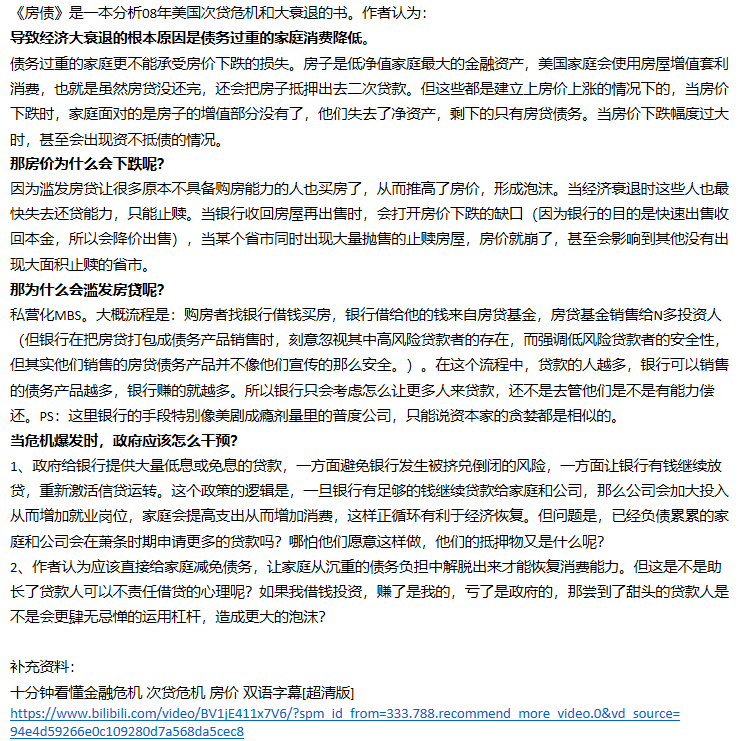 《房债》是一本分析08年美国次贷危机和大衰退的书。作者认为：
导致经济大衰退的根本原因是债务过重的家庭消费降低。
债务过重的家庭更不能承受房价下跌的损失。房子是低净值家庭最大的金融资产，美国家庭会使用房屋增值套利
消费，也就是虽然房贷没还完，还会把房子抵押出去二次贷款。但这些都是建立上房价上涨的情况下的，当房价
下跌时，家庭面对的是房子的增值部分没有了，他们失去了净资产，剩下的只有房贷债务。当房价下跌幅度过大
时，甚至会出现资不抵债的情况。
那房价为什么会下跌呢？
因为滥发房贷让很多原本不具备购房能力的人也买房了，从而推高了房价，形成泡沫。当经济衰退时这些人也最
快失去还贷能力，只能止赎。当银行收回房屋再出售时，会打开房价下跌的缺口（因为银行的目的是快速出售收
回本金，所以会降价出售），当某个省市同时出现大量抛售的止赎房屋，房价就崩了，甚至会影响到其他没有出
现大面积止赎的省市。
那为什么会滥发房贷呢？
私营化MBS。大概流程是：购房者找银行借钱买房，银行借给他的钱来自房贷基金，房贷基金销售给N多投资人
（但银行在把房贷打包成债务产品销售时，刻意忽视其中高风险贷款者的存在，而强调低风险贷款者的安全性，
但其实他们销售的房贷债务产品并不像他们宣传的那么安全。）。在这个流程中，贷款的人越多，银行可以销售
的债务产品越多，银行赚的就越多。所以银行只会考虑怎么让更多人来贷款，还不是去管他们是不是有能力偿
还。PS：这里银行的手段特别像美剧成瘾剂量里的普度公司，只能说资本家的贪婪都是相似的。
当危机爆发时，政府应该怎么干预？
1、政府给银行提供大量低息或免息的贷款，一方面避免银行发生被挤兑倒闭的风险，一方面让银行有钱继续放
贷，重新激活信贷运转。这个政策的逻辑是，一旦银行有足够的钱继续贷款给家庭和公司，那么公司会加大投入
从而增加就业岗位，家庭会提高支出从而增加消费，这样正循环有利于经济恢复。但问题是，已经负债累累的家
庭和公司会在萧条时期申请更多的贷款吗？哪怕他们愿意这样做，他们的抵押物又是什么呢？
2、作者认为应该直接给家庭减免债务，让家庭从沉重的债务负担中解脱出来才能恢复消费能力。但这是不是助
长了贷款人可以不责任借贷的心理呢？如果我借钱投资，赚了是我的，亏了是政府的，那尝到了甜头的贷款人是
不是会更肆无忌惮的运用杠杆，造成更大的泡沫？
补充资料：
十分钟看懂金融危机 次贷危机 房价 双语字幕[超清版]
https://www.bilibili.com/video/BV1jE411x7V6/?spm_id_from=333.788.recommend_more_video.0&vd_source=
94e4d59266e0c109280d7a568da5cec8